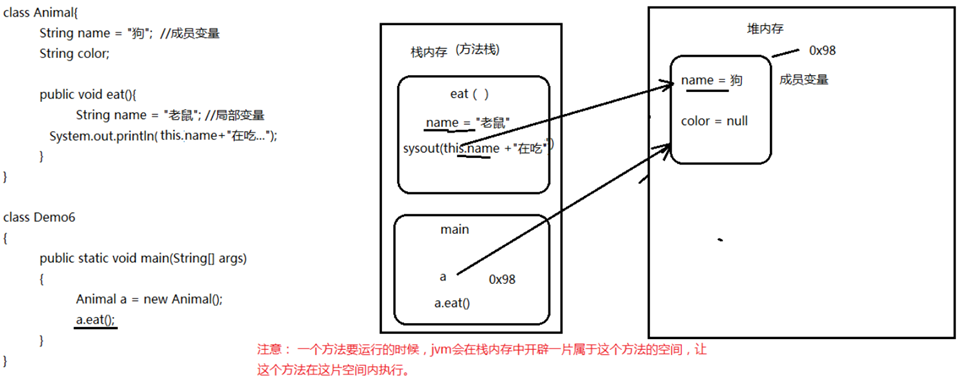 class Animal{
String name = "狗";  //成员变量
String color;
public void eat(){
String name = "老鼠"; //局部变量
System.out.println( this.name+"在吃...");
}
}
class Demo6
{
public static void main(String[] args)
{
Animal a = new Animal();
a.eat();
}
}
栈内存 (方法栈)
eat ( )
name = "老鼠"
sysout(this.name +"在吃")
main
a 0x98
a.eat()
堆内存
0x98
name = 狗
成员变量
color = null
注意： 一个方法要运行的时候，jvm会在栈内存中开辟一片属于这个方法的空间，让
这个方法在这片空间内执行。